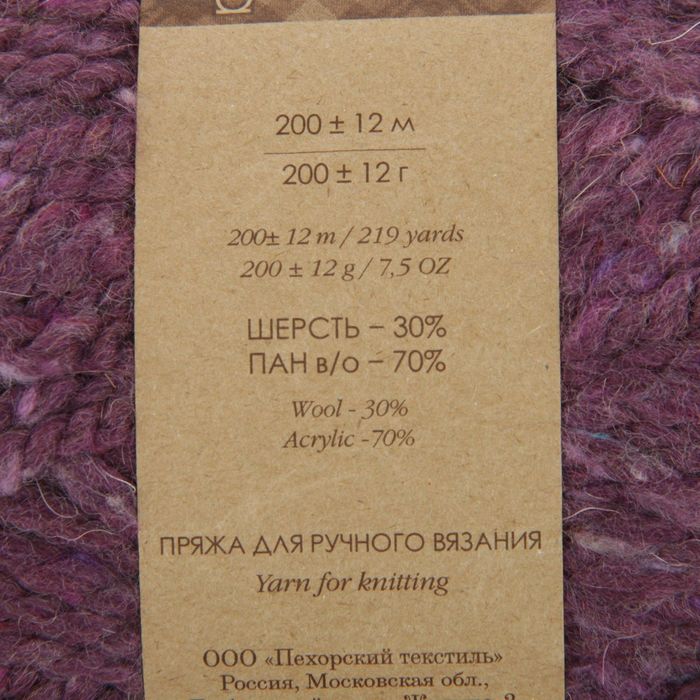 200 ± 12 м
200 ± 12 г
200± 12 m / 219 yards
200 ± 12 g / 7,5 OZ
ШЕРСТЬ – 30%
ПАН в/о – 70%
Wool - 30%
Acrylic -70%
ПРЯЖА ДЛЯ РУЧНОГО ВЯЗАНИЯ
Yarn for knitting
ООО «Пехорский текстиль»
Россия, Московская обл.,